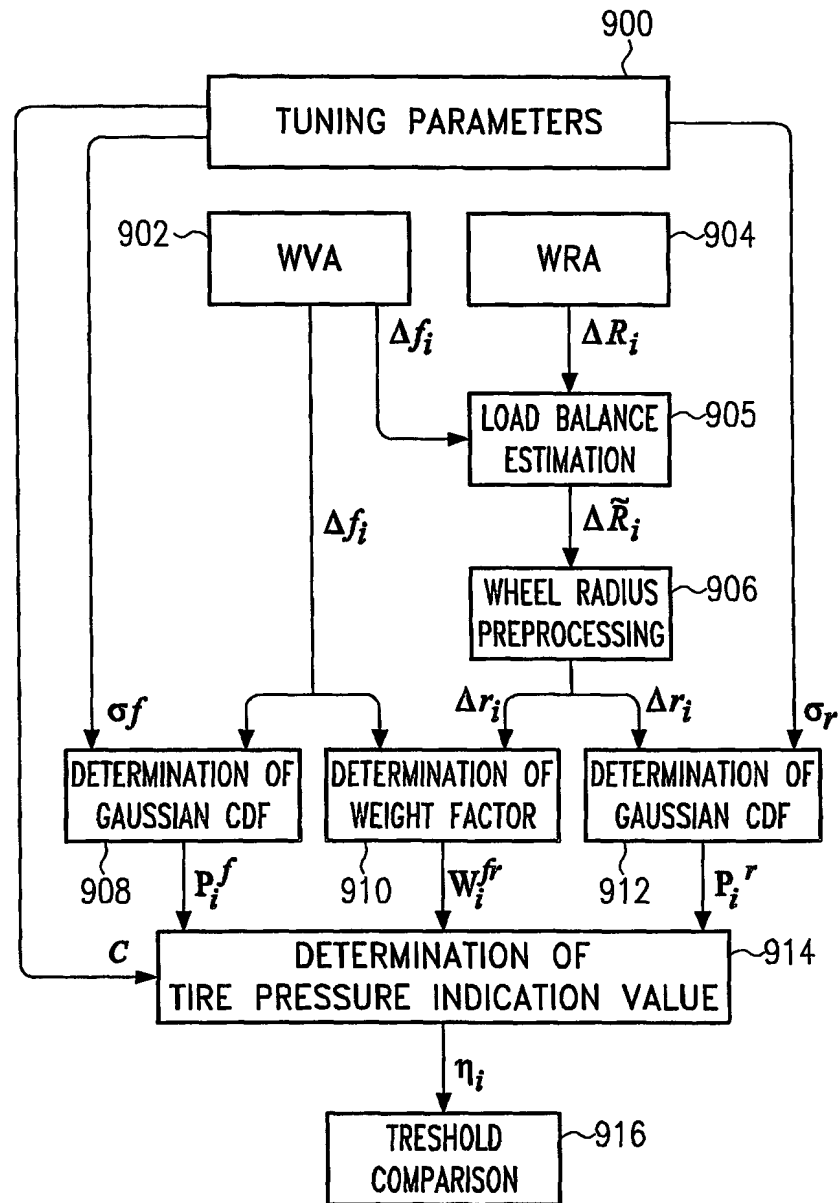 900
TUNING PARAMETERS
902
WVA
WRA
904
Δf_i
ΔR_i
LOAD BALANCE
ESTIMATION
905
Δf_i
ΔR̃_i
WHEEL RADIUS
PREPROCESSING
906
σf
Δr_i
Δr_i
σ_r
DETERMINATION OF
GAUSSIAN CDF
DETERMINATION OF
WEIGHT FACTOR
DETERMINATION OF
GAUSSIAN CDF
908
P_i^f
910
W_i^fr
912
P_i^r
C
DETERMINATION OF
TIRE PRESSURE INDICATION VALUE
914
η_i
TRESHOLD
COMPARISON
916